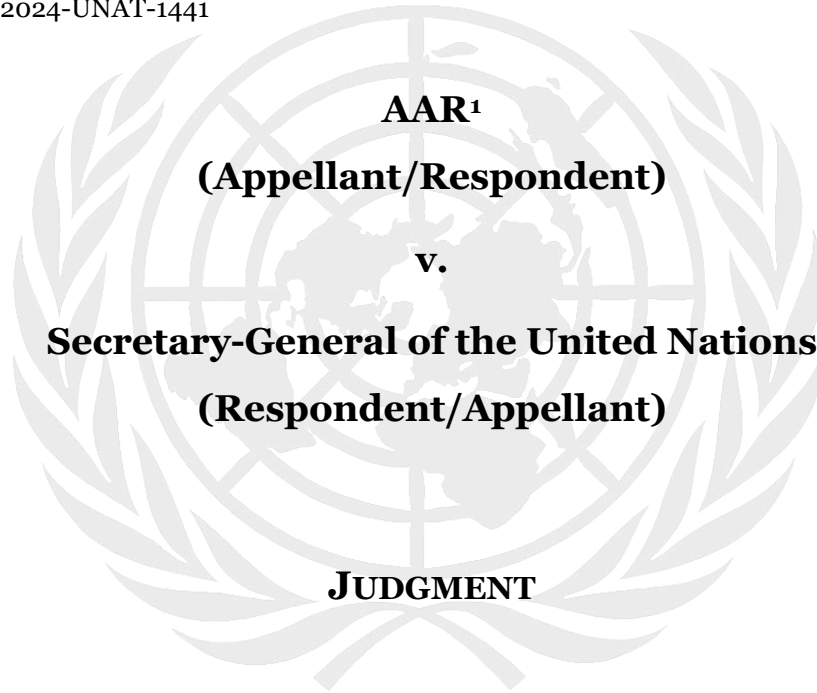 2024-UNAT-1441
AAR¹
(Appellant/Respondent)
v.
Secretary-General of the United Nations
(Respondent/Appellant)
JUDGMENT